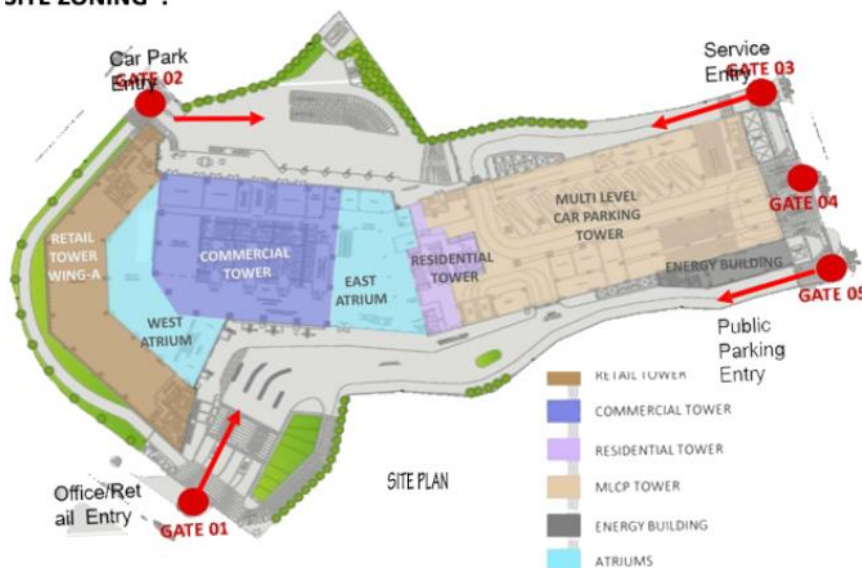 SITE ZONING :
Car Park
Entry
GATE 02
Service
Entry
GATE 03
MULTI LEVEL
CAR PARKING
TOWER
GATE 04
RETAIL
TOWER
WING-A
COMMERCIAL
TOWER
EAST
ATRIUM
RESIDENTIAL
TOWER
ENERGY BUILDING
GATE 05
WEST
ATRIUM
Public
Parking
Entry
RETAIL TOWER
COMMERCIAL TOWER
RESIDENTIAL TOWER
MLCP TOWER
ENERGY BUILDING
ATRIUMS
SITE PLAN
Office/Ret
ail Entry
GATE 01